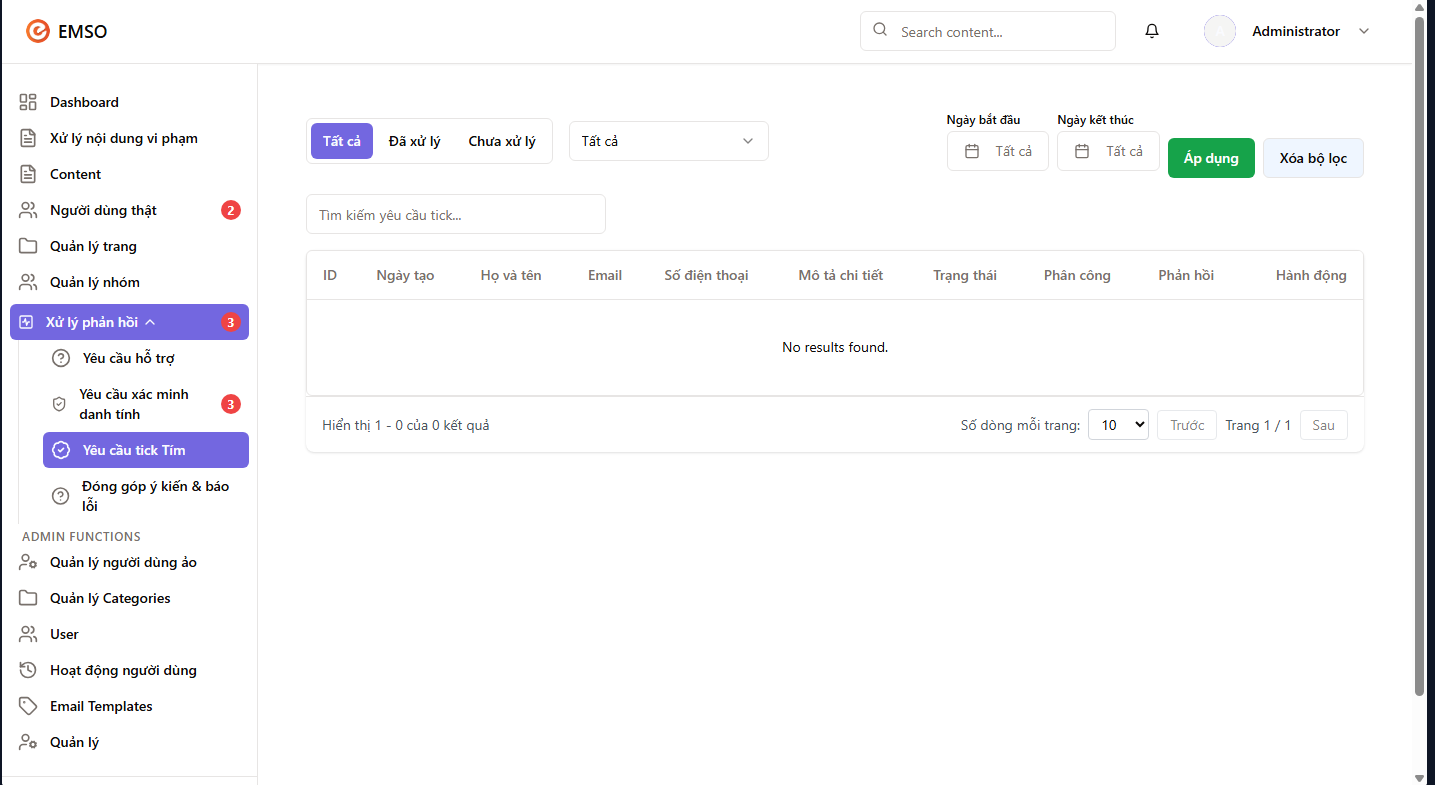 EMSO
Search content...
A
Administrator
Dashboard
Xử lý nội dung vi phạm
Content
Người dùng thật
2
Quản lý trang
Quản lý nhóm
Xử lý phản hồi
3
Yêu cầu hỗ trợ
Yêu cầu xác minh
danh tính
3
Yêu cầu tick Tím
Đóng góp ý kiến & báo
lỗi
ADMIN FUNCTIONS
Quản lý người dùng ảo
Quản lý Categories
User
Hoạt động người dùng
Email Templates
Quản lý
Tất cả Đã xử lý Chưa xử lý
Tất cả
Ngày bắt đầu
Tất cả
Ngày kết thúc
Tất cả
Áp dụng
Xóa bộ lọc
Tìm kiếm yêu cầu tick...
ID Ngày tạo Họ và tên Email Số điện thoại Mô tả chi tiết Trạng thái Phân công Phản hồi Hành động
No results found.
Hiển thị 1 - 0 của 0 kết quả
Số dòng mỗi trang: 10 Trước Trang 1 / 1 Sau